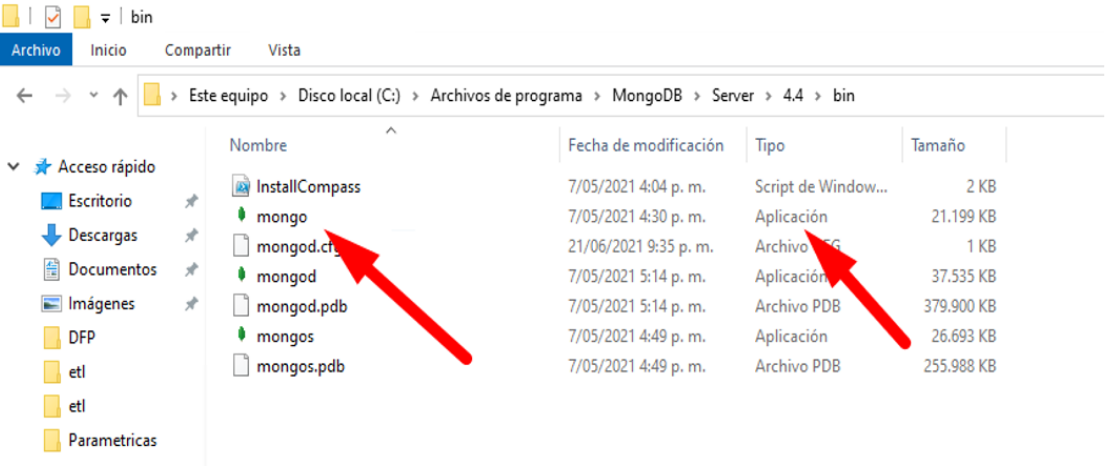 bin
Archivo Inicio Compartir Vista
Este equipo > Disco local (C:) > Archivos de programa > MongoDB > Server > 4.4 > bin
Nombre Fecha de modificación Tipo Tamaño
Acceso rápido
Escritorio
Descargas
Documentos
Imágenes
DFP
etl
etl
Parametricas
InstallCompass 7/05/2021 4:04 p. m. Script de Window... 2 KB
mongo 7/05/2021 4:30 p. m. Aplicación 21.199 KB
mongod.cfg 21/06/2021 9:35 p. m. Archivo 1 KB
mongod 7/05/2021 5:14 p. m. Aplicación 37.535 KB
mongod.pdb 7/05/2021 5:14 p. m. Archivo PDB 379.900 KB
mongos 7/05/2021 4:49 p. m. Aplicación 26.693 KB
mongos.pdb 7/05/2021 4:49 p. m. Archivo PDB 255.988 KB